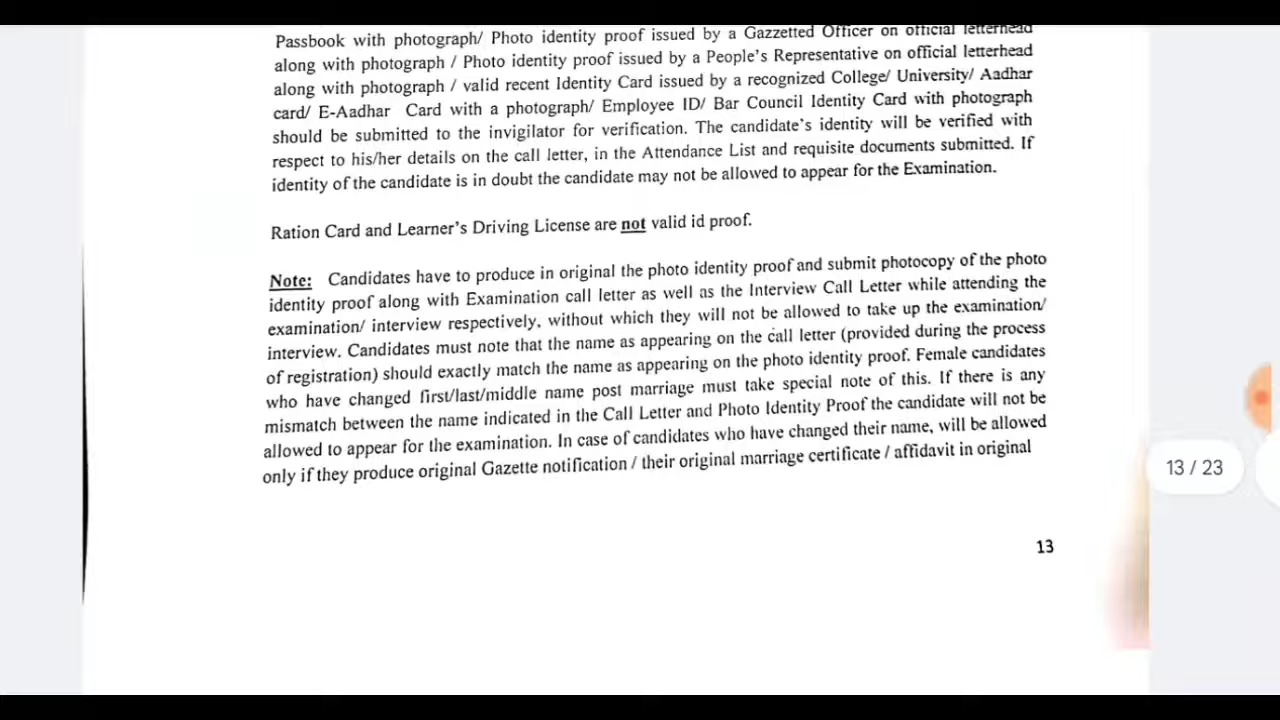 Passbook with photograph/ Photo identity proof issued by a Gazzetted Officer on official letterhead
along with photograph / Photo identity proof issued by a People's Representative on official letterhead
along with photograph / valid recent Identity Card issued by a recognized College/ University/ Aadhar
card/ E-Aadhar Card with a photograph/ Employee ID/ Bar Council Identity Card with photograph
should be submitted to the invigilator for verification. The candidate's identity will be verified with
respect to his/her details on the call letter, in the Attendance List and requisite documents submitted. If
identity of the candidate is in doubt the candidate may not be allowed to appear for the Examination.
Ration Card and Learner's Driving License are not valid id proof.
Note: Candidates have to produce in original the photo identity proof and submit photocopy of the photo
identity proof along with Examination call letter as well as the Interview Call Letter while attending the
examination/ interview respectively, without which they will not be allowed to take up the examination/
interview. Candidates must note that the name as appearing on the call letter (provided during the process
of registration) should exactly match the name as appearing on the photo identity proof. Female candidates
who have changed first/last/middle name post marriage must take special note of this. If there is any
mismatch between the name indicated in the Call Letter and Photo Identity Proof the candidate will not be
allowed to appear for the examination. In case of candidates who have changed their name, will be allowed
only if they produce original Gazette notification / their original marriage certificate / affidavit in original
13 / 23
13